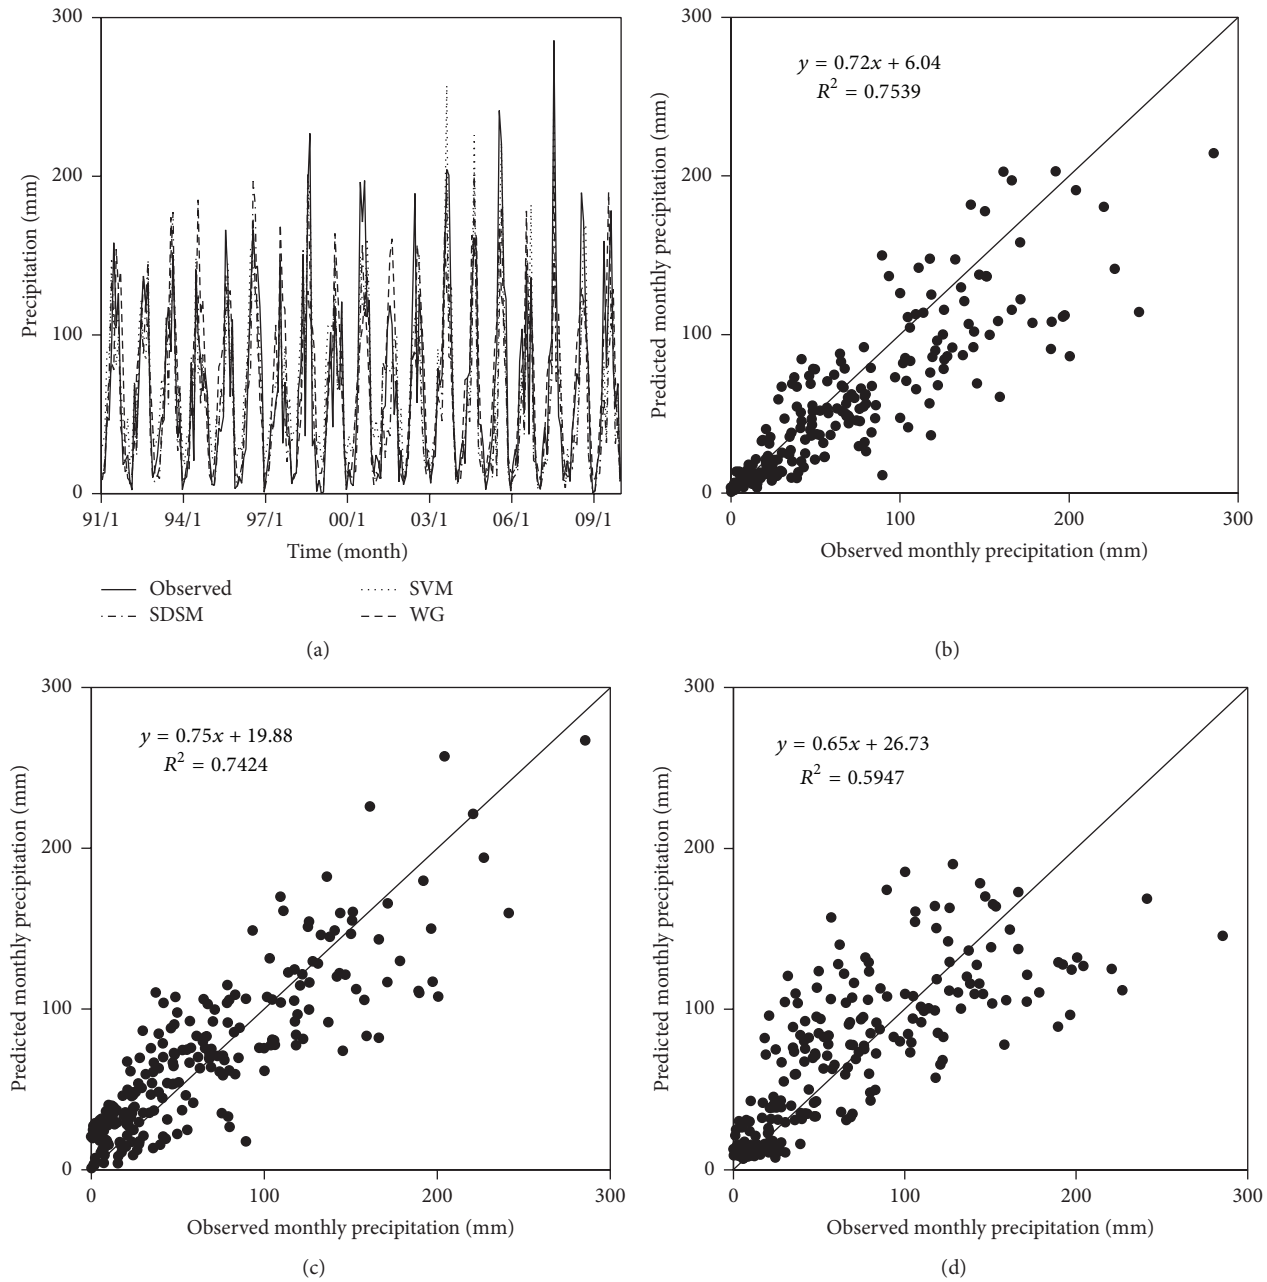 300
200
100
0
Precipitation (mm)
91/1 94/1 97/1 00/1 03/1 06/1 09/1
Time (month)
Observed SVM
SDSM WG
(a)
300
200
100
0
Predicted monthly precipitation (mm)
y = 0.72x + 6.04
R² = 0.7539
0 100 200 300
Observed monthly precipitation (mm)
(b)
300
200
100
0
Predicted monthly precipitation (mm)
y = 0.75x + 19.88
R² = 0.7424
0 100 200 300
Observed monthly precipitation (mm)
(c)
300
200
100
0
Predicted monthly precipitation (mm)
y = 0.65x + 26.73
R² = 0.5947
0 100 200 300
Observed monthly precipitation (mm)
(d)